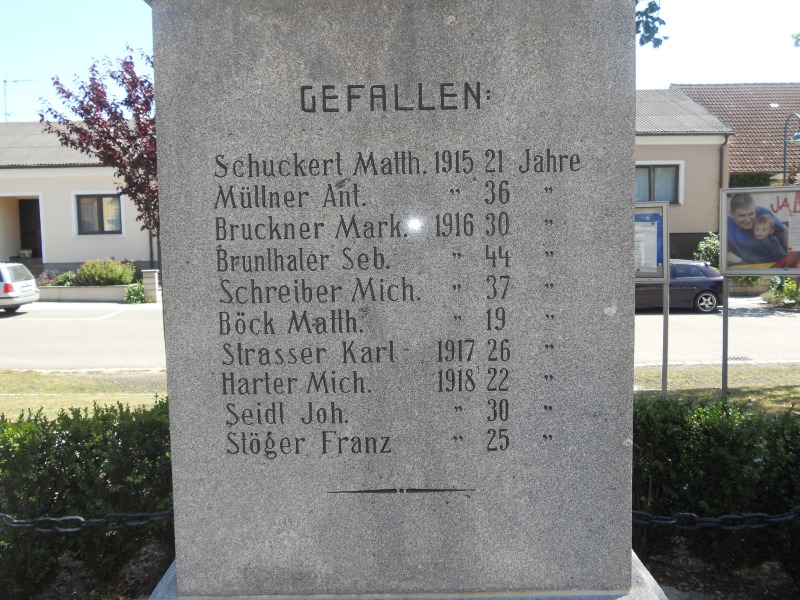 GEFALLEN:
Schuckert Matth. 1915 21 Jahre
Müllner Ant. " 36 "
Bruckner Mark. 1916 30 "
Brunthaler Seb. " 44 "
Schreiber Mich. " 37 "
Böck Matth. " 19 "
Strasser Karl 1917 26 "
Harter Mich. 1918 22 "
Seidl Joh. " 30 "
Stöger Franz " 25 "
JA